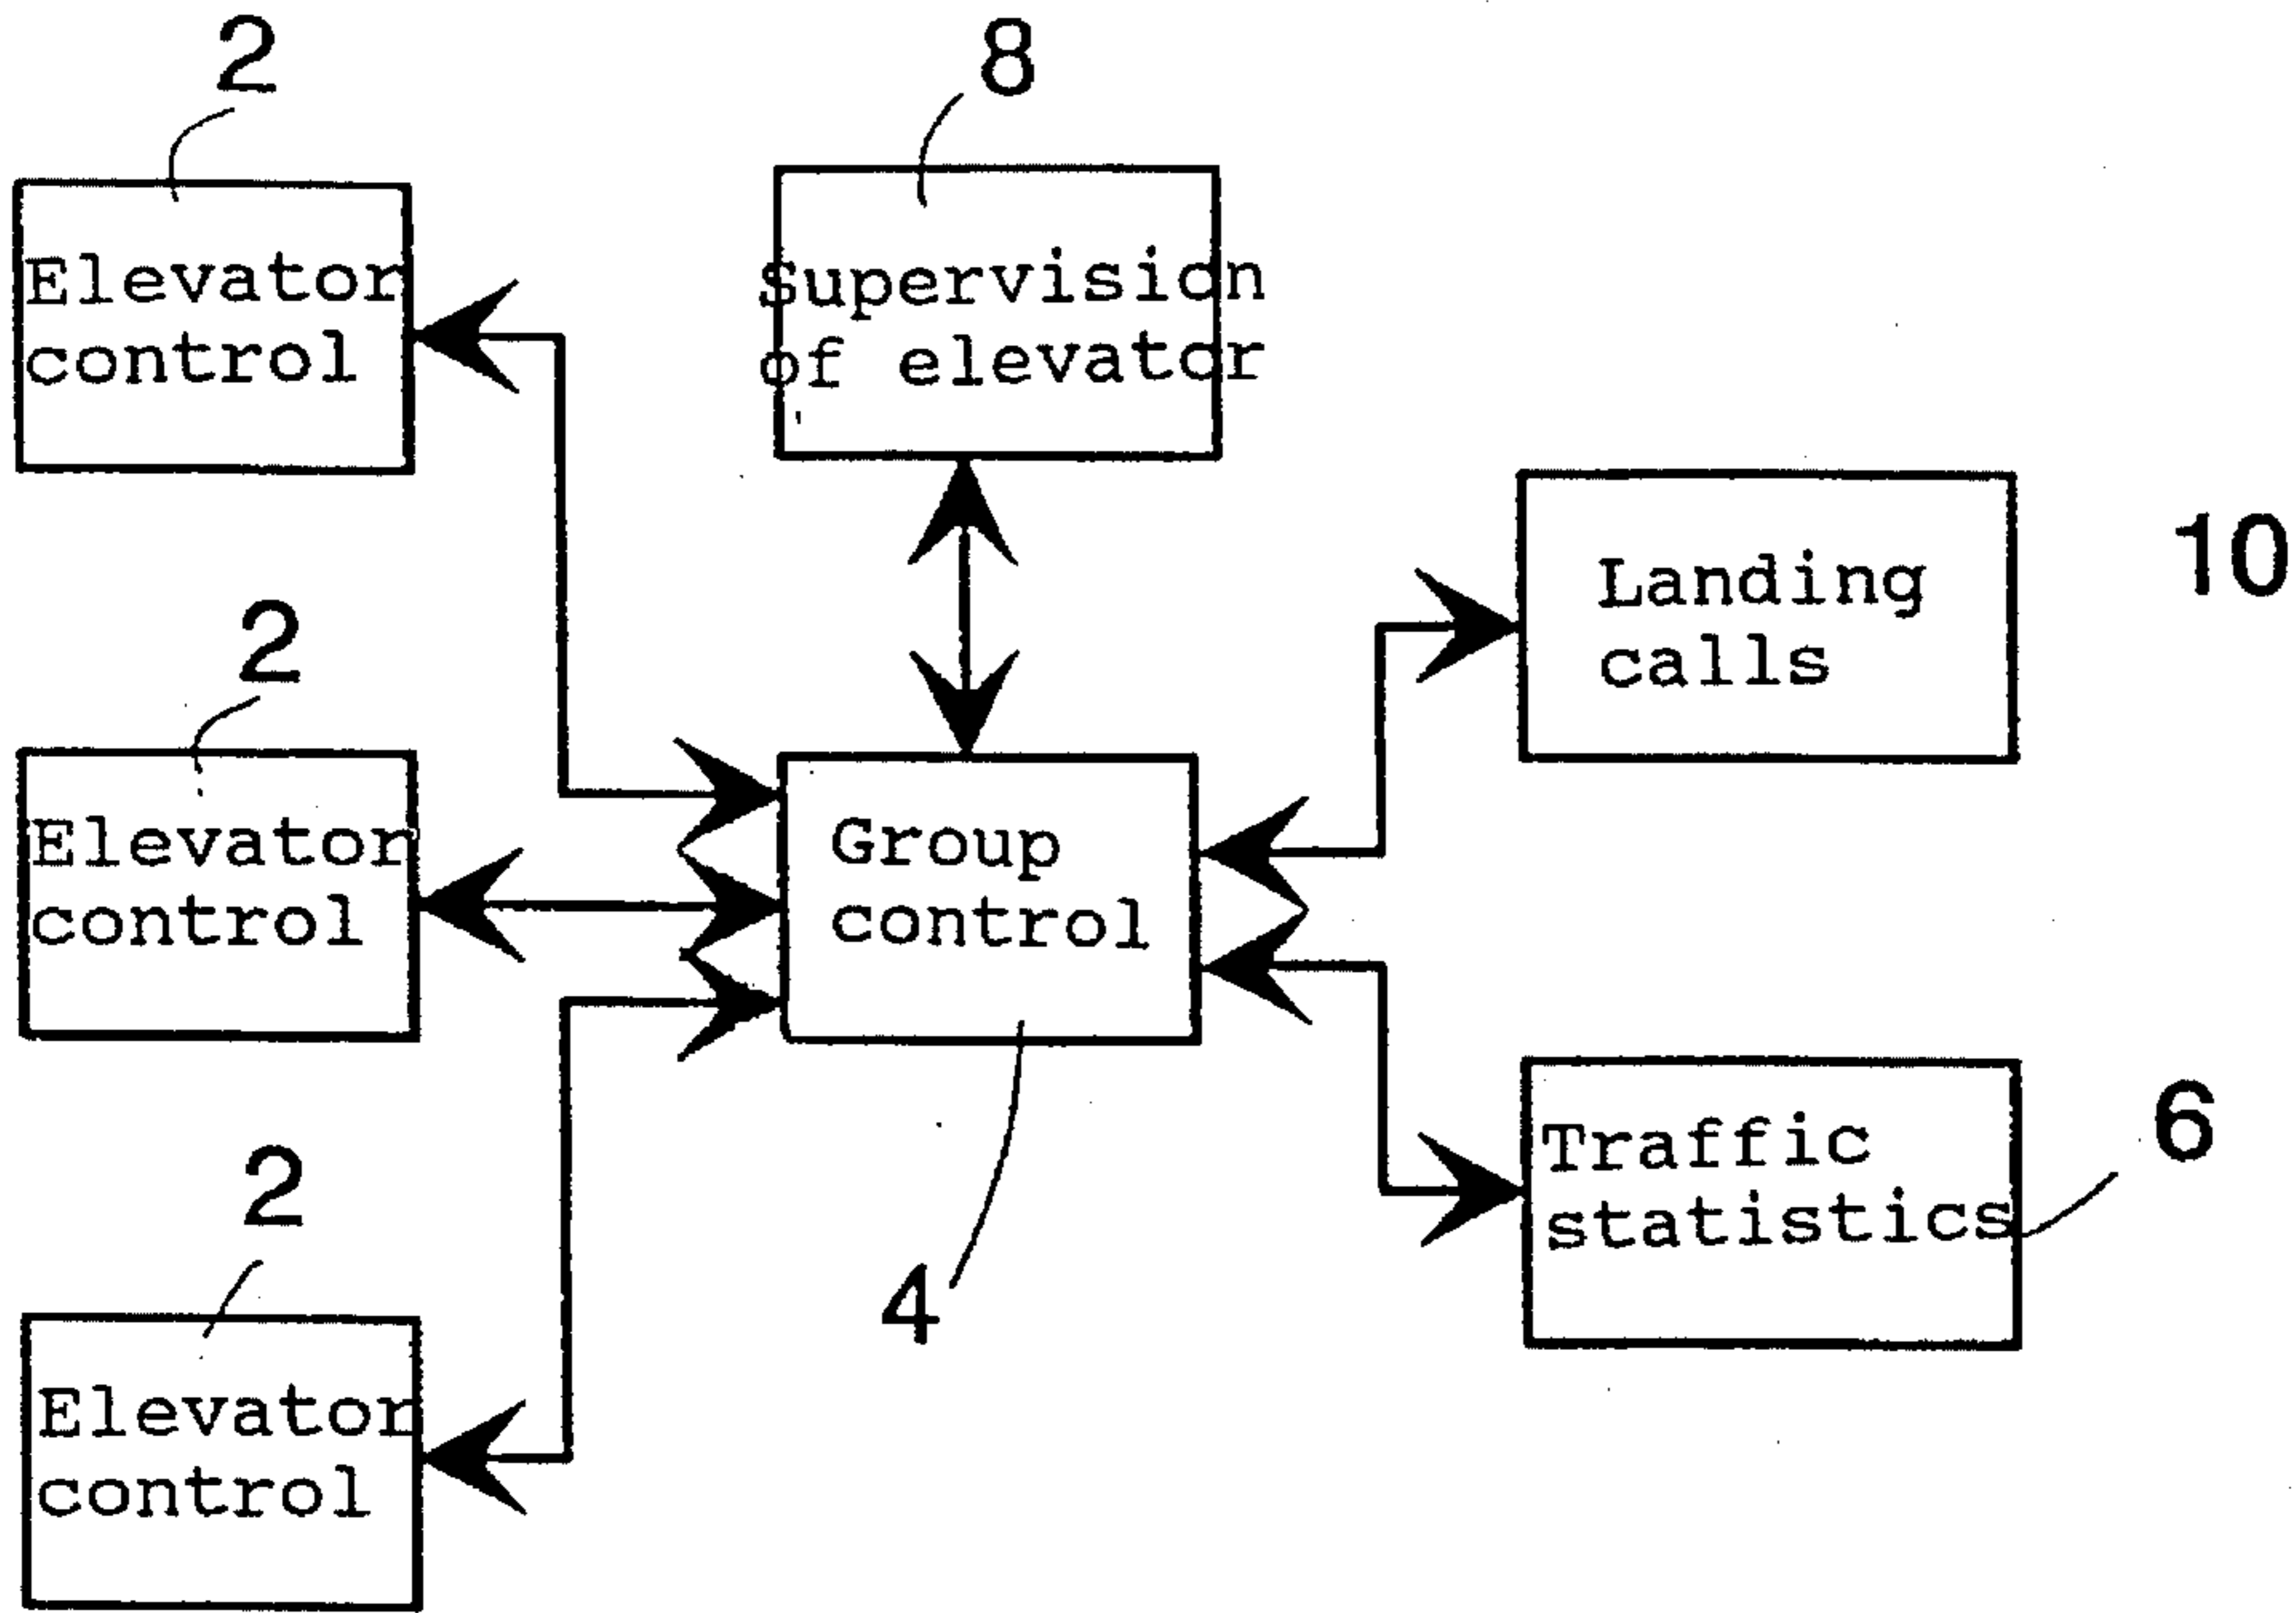 2
Elevator
control
8
Supervision
of elevator
10
Landing
calls
2
Elevator
control
Group
control
4
6
Traffic
statistics
2
Elevator
control